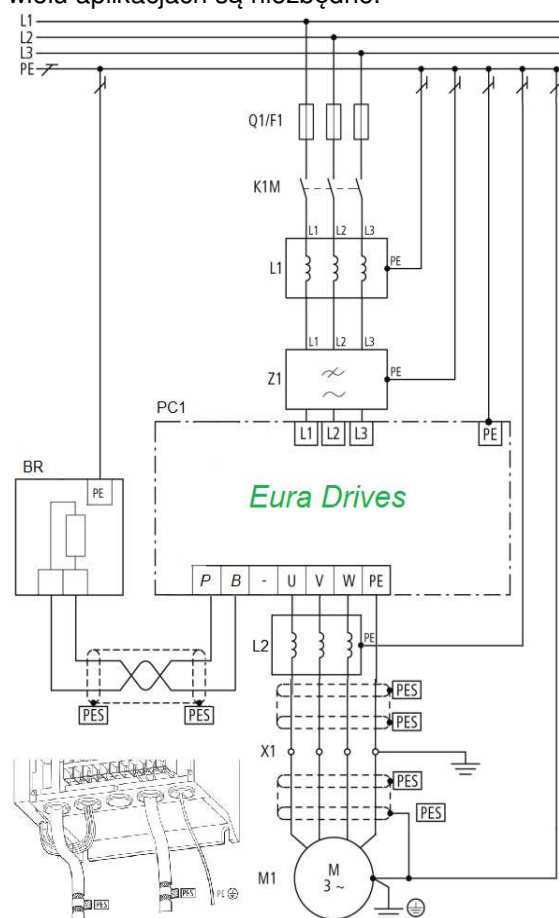 wielu aplikacjach są niezbędne.
L1
L2
L3
PE
Q1/F1
K1M
L1 L2 L3
L1 PE
L1 L2 L3
Z1 PE
PC1
L1 L2 L3 PE
BR
PE
Eura Drives
P B - U V W PE
L2 PE
PES PES
PES
PES
X1
PES
PES
M1
M
3 ~
PES
PES
PE